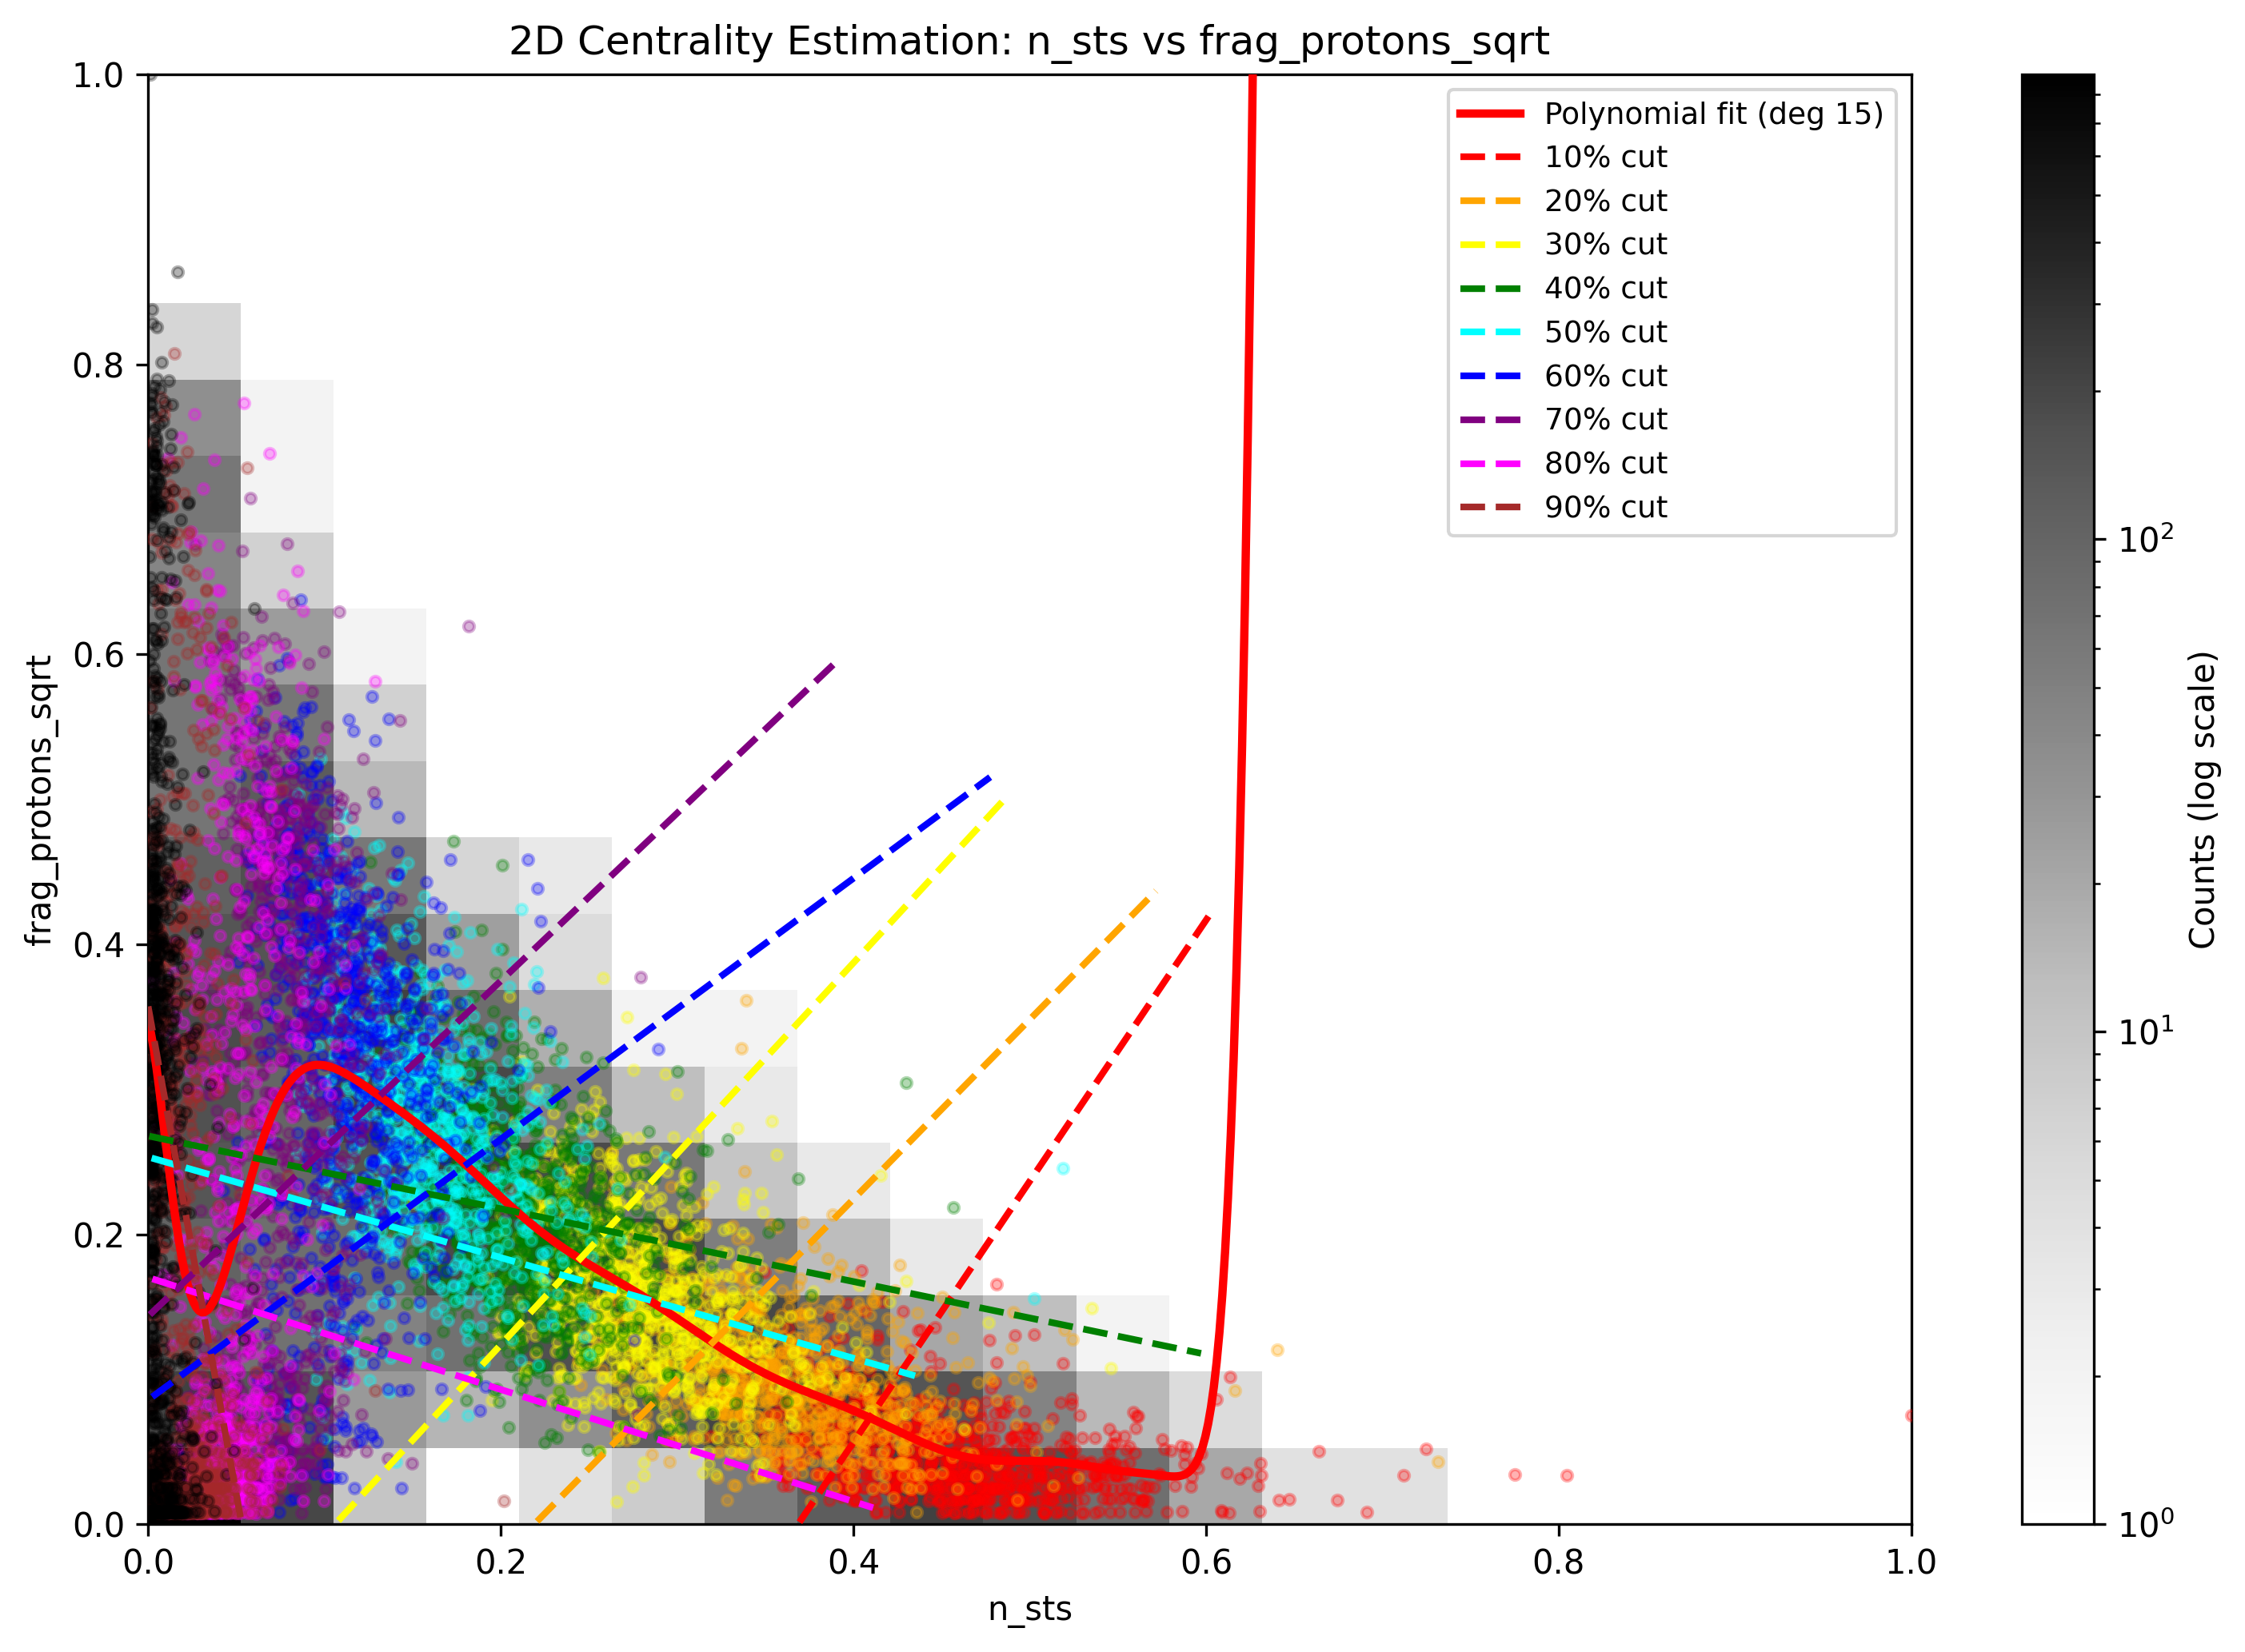 2D Centrality Estimation: n_sts vs frag_protons_sqrt
1.0
0.8
0.6
0.4
0.2
0.0
frag_protons_sqrt
0.0 0.2 0.4 0.6 0.8 1.0
n_sts
Polynomial fit (deg 15)
10% cut
20% cut
30% cut
40% cut
50% cut
60% cut
70% cut
80% cut
90% cut
10²
10¹
10⁰
Counts (log scale)